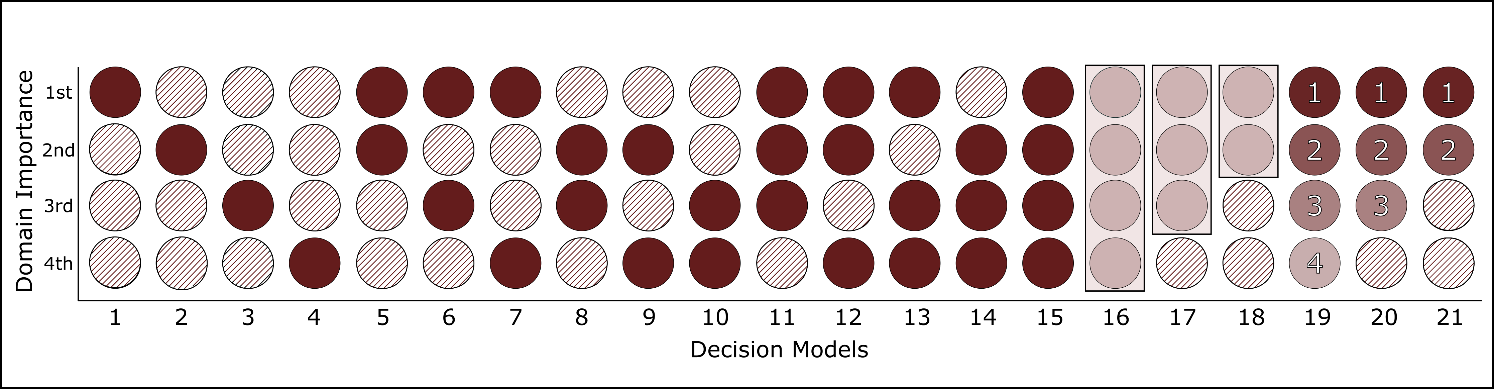 Domain Importance
1st
1 1 1
2nd
2 2 2
3rd
3 3
4th
4
1 2 3 4 5 6 7 8 9 10 11 12 13 14 15 16 17 18 19 20 21
Decision Models